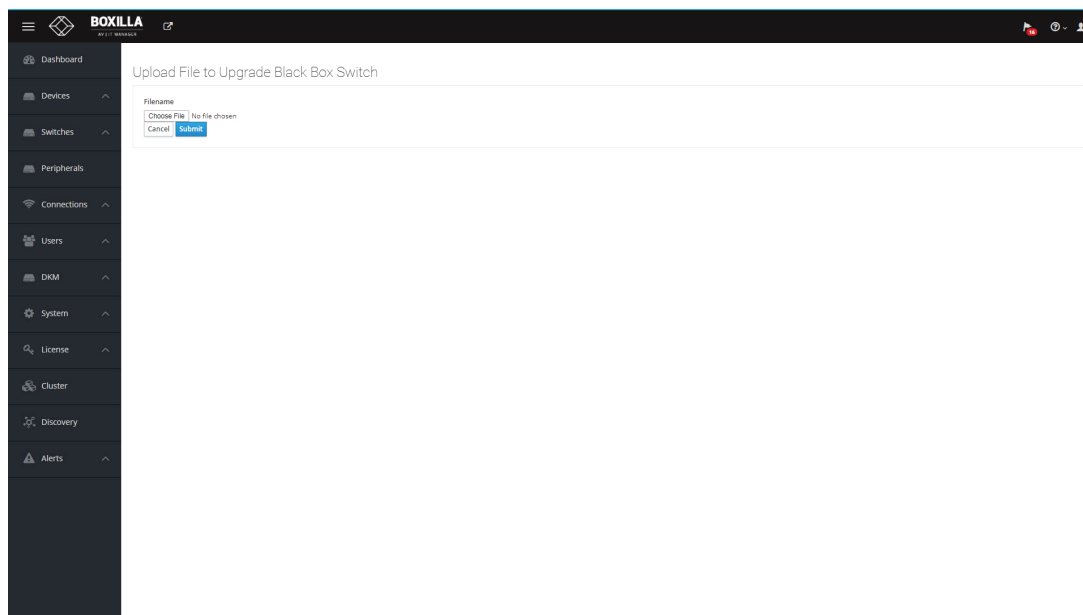 BOXILLA
AV | IT MANAGER
16
Dashboard
Devices
Switches
Peripherals
Connections
Users
DKM
System
License
Cluster
Discovery
Alerts
Upload File to Upgrade Black Box Switch
Filename
Choose File No file chosen
Cancel Submit